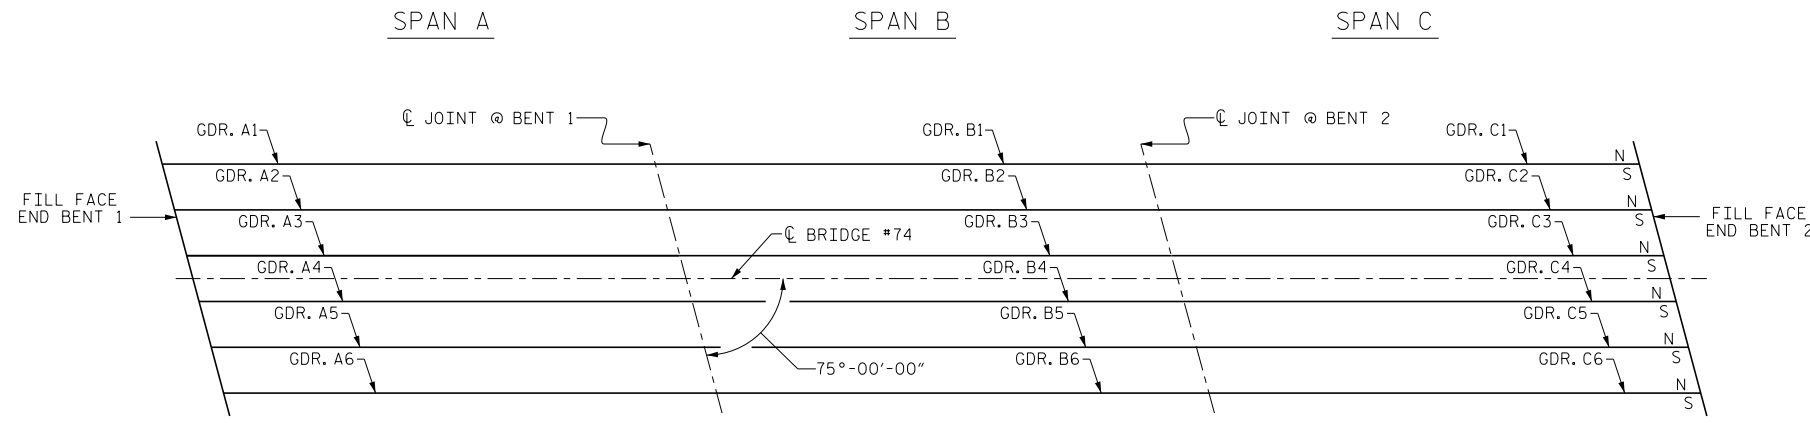 SPAN A
SPAN B
SPAN C
℄ JOINT @ BENT 1
℄ JOINT @ BENT 2
GDR. A1
GDR. B1
GDR. C1
N
S
GDR. A2
GDR. B2
GDR. C2
N
S
FILL FACE
END BENT 1
FILL FACE
END BENT 2
GDR. A3
GDR. B3
GDR. C3
℄ BRIDGE #74
N
S
GDR. A4
GDR. B4
GDR. C4
N
S
GDR. A5
GDR. B5
GDR. C5
N
S
GDR. A6
GDR. B6
GDR. C6
75°-00'-00"
N
S